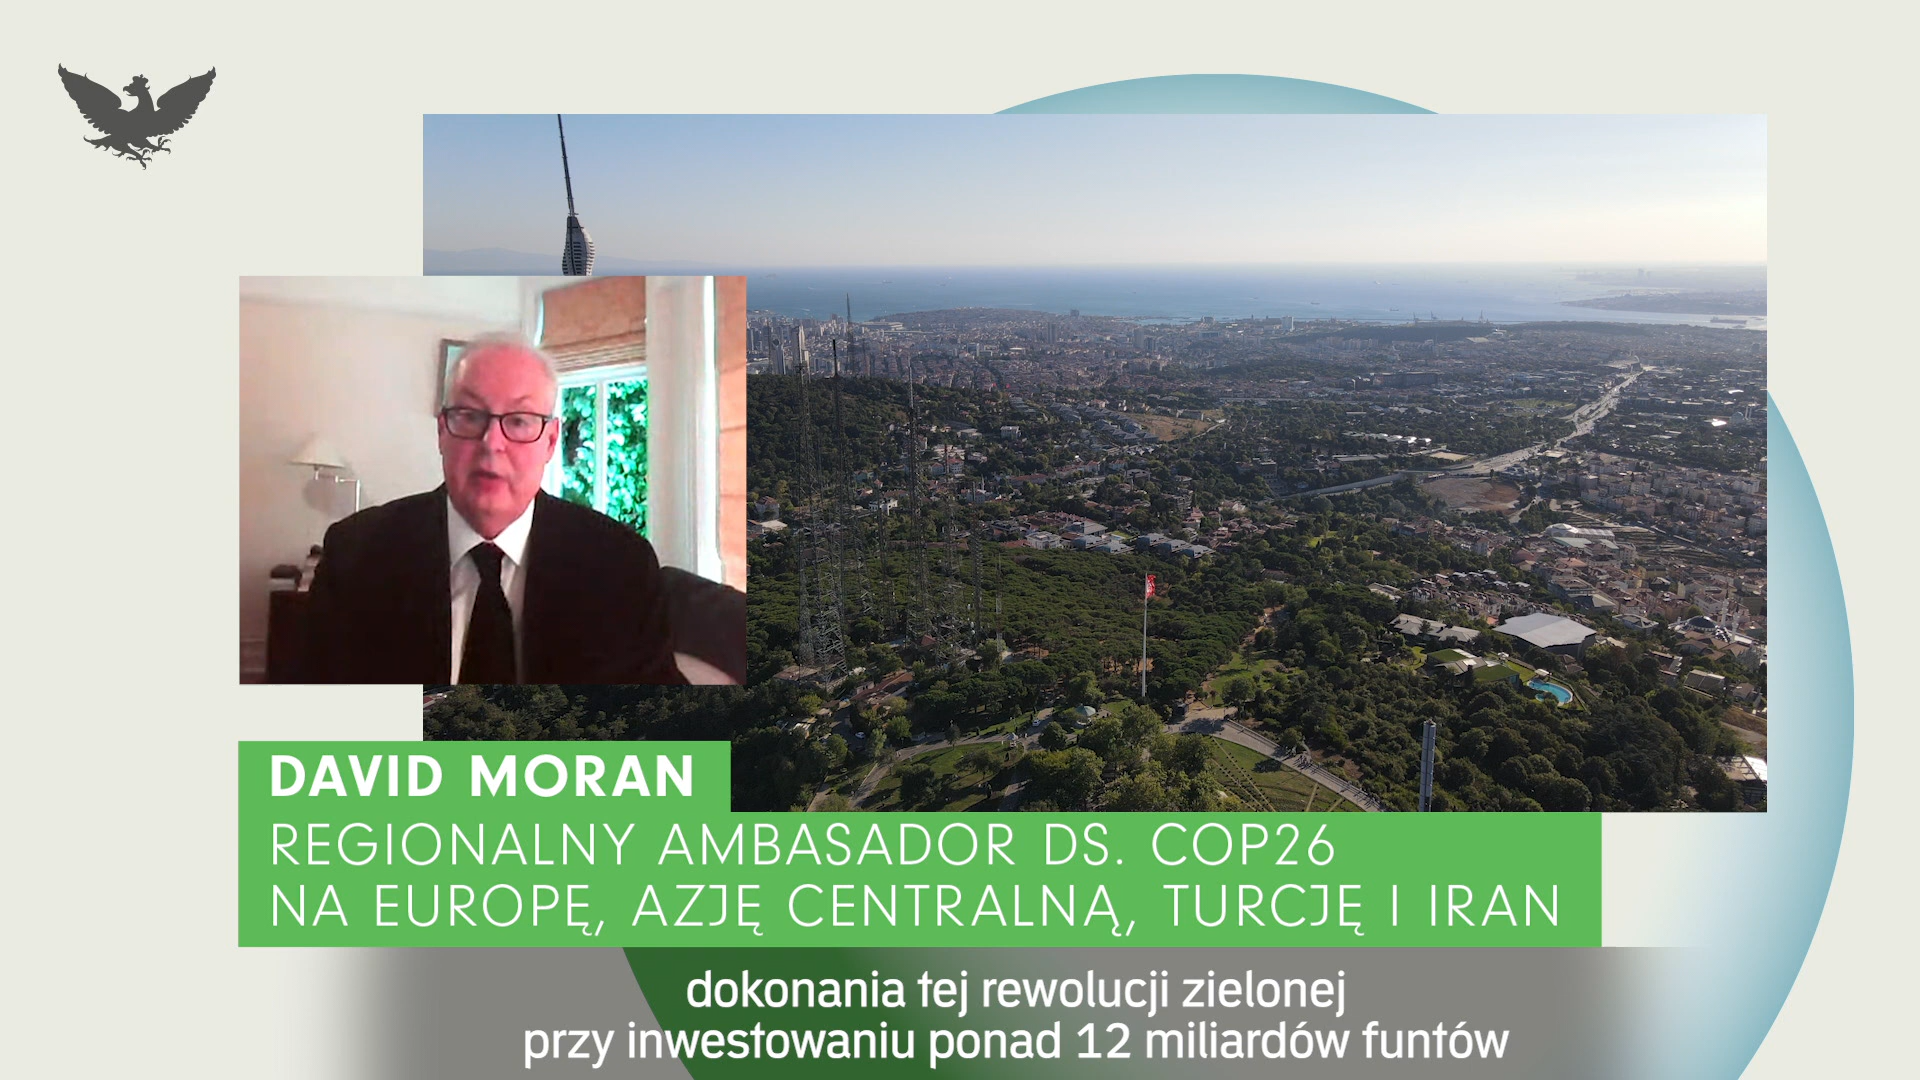 DAVID MORAN
REGIONALNY AMBASADOR DS. COP26
NA EUROPĘ, AZJĘ CENTRALNĄ, TURCJĘ I IRAN
dokonania tej rewolucji zielonej
przy inwestowaniu ponad 12 miliardów funtów